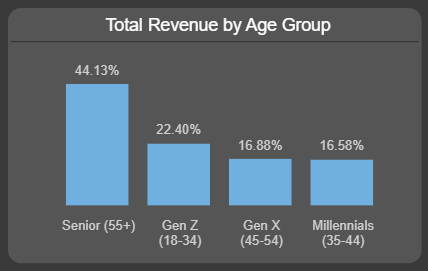 Total Revenue by Age Group
44.13%
22.40%
16.88%
16.58%
Senior (55+)
Gen Z
(18-34)
Gen X
(45-54)
Millennials
(35-44)